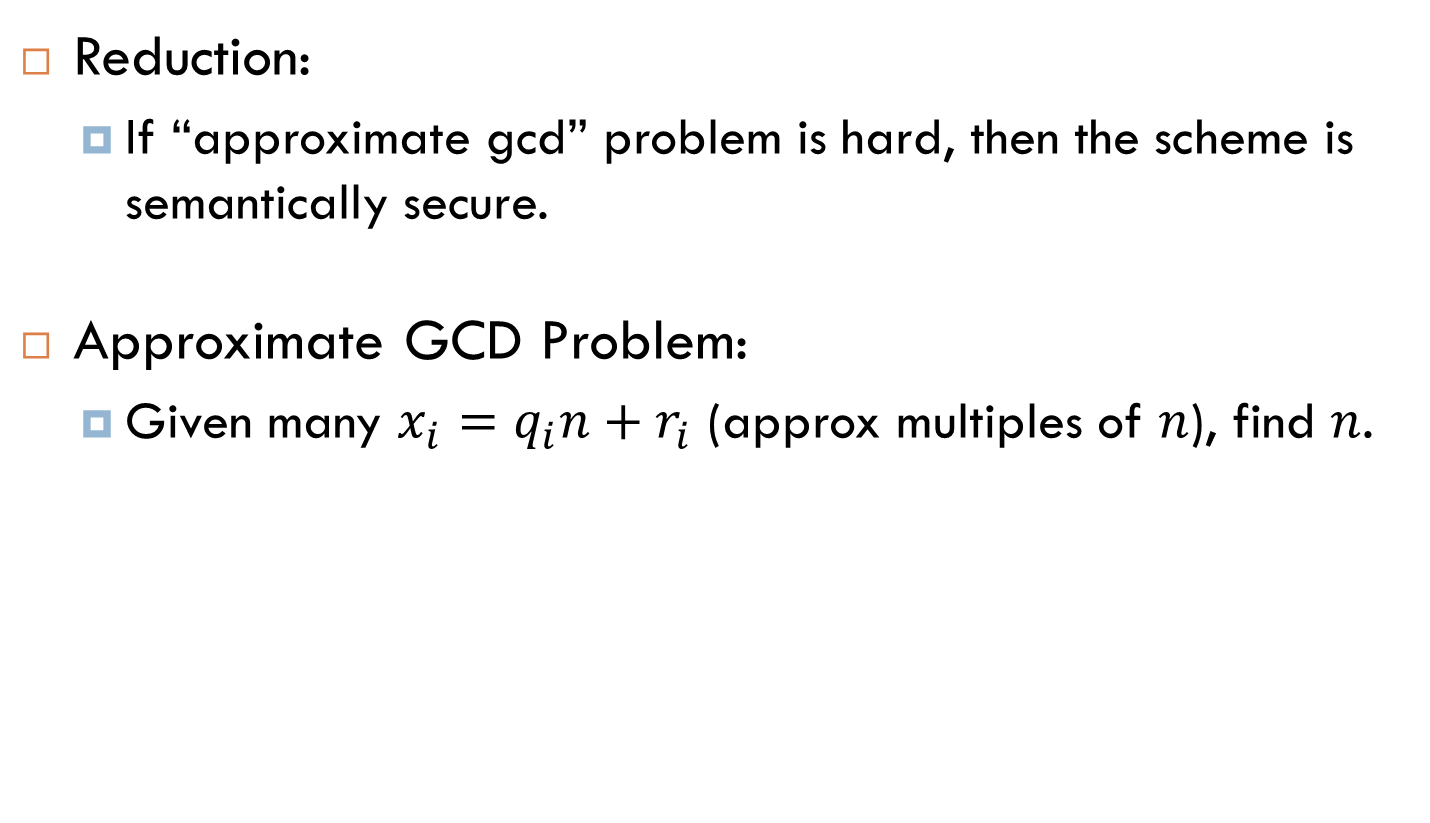 Reduction:
If “approximate gcd” problem is hard, then the scheme is
semantically secure.
Approximate GCD Problem:
Given many 𝑥ᵢ = 𝑞ᵢ𝑛 + 𝑟ᵢ (approx multiples of 𝑛), find 𝑛.